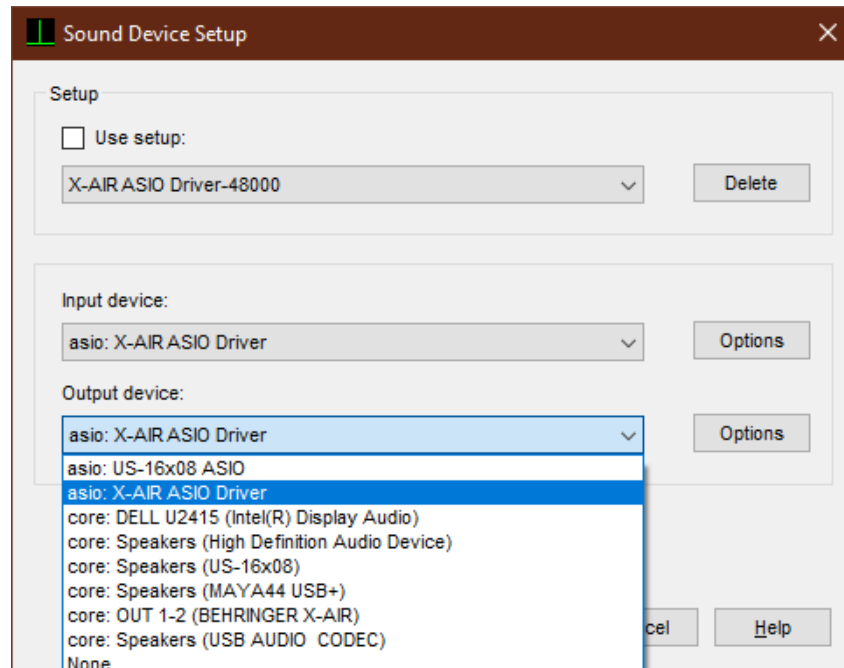 Sound Device Setup
Setup
Use setup:
X-AIR ASIO Driver-48000
Delete
Input device:
asio: X-AIR ASIO Driver
Options
Output device:
asio: X-AIR ASIO Driver
Options
asio: US-16x08 ASIO
asio: X-AIR ASIO Driver
core: DELL U2415 (Intel(R) Display Audio)
core: Speakers (High Definition Audio Device)
core: Speakers (US-16x08)
core: Speakers (MAYA44 USB+)
core: OUT 1-2 (BEHRINGER X-AIR)
core: Speakers (USB AUDIO  CODEC)
None
cel
Help